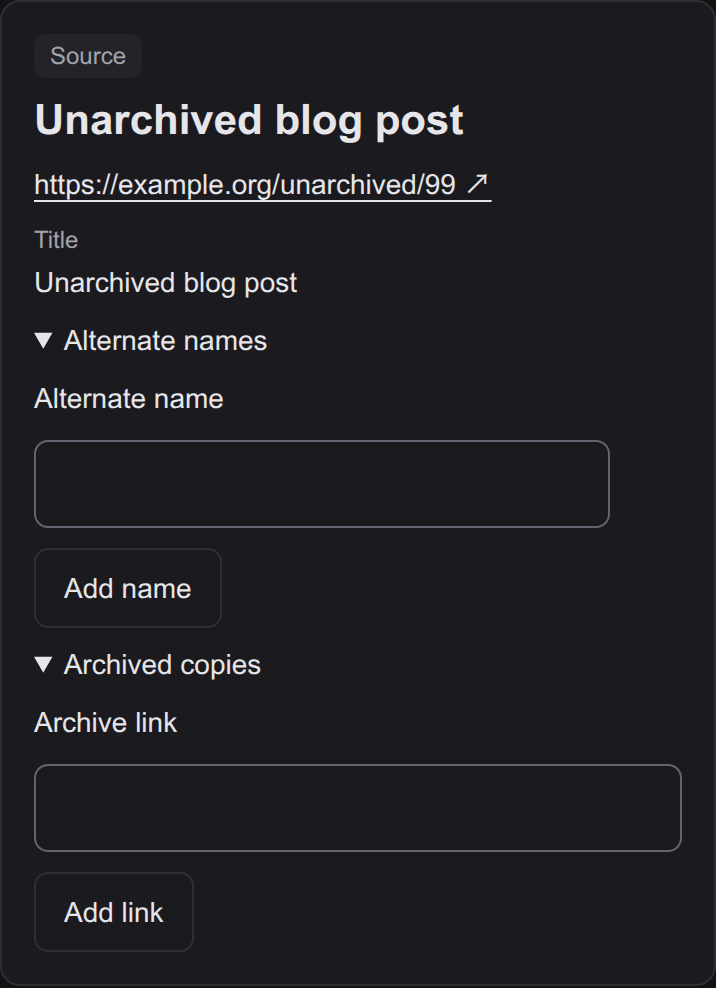 Source
Unarchived blog post
https://example.org/unarchived/99 ↗
Title
Unarchived blog post
▼ Alternate names
Alternate name
Add name
▼ Archived copies
Archive link
Add link